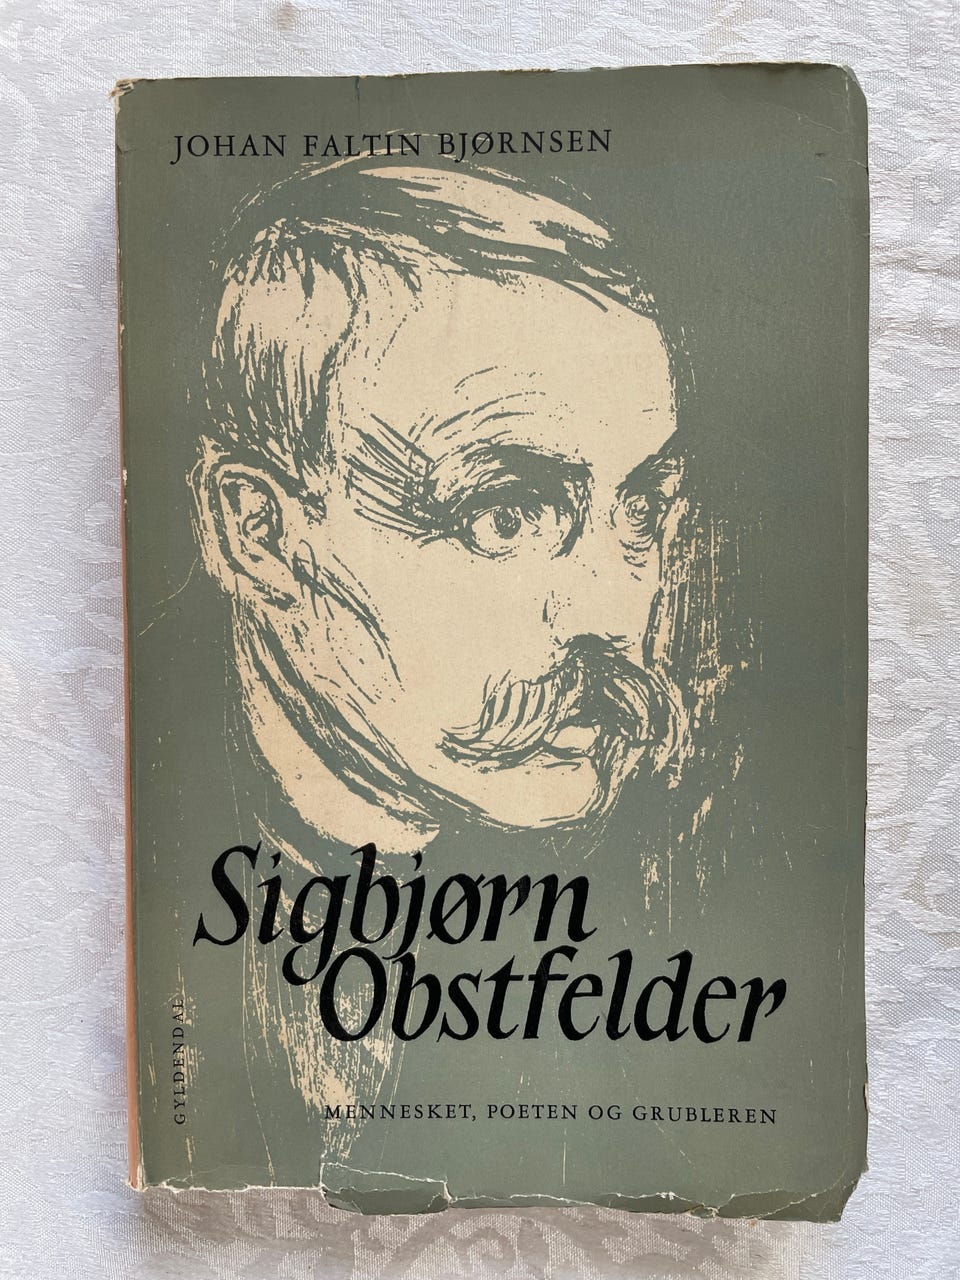 JOHAN FALTIN BJØRNSEN
Sigbjørn
Obstfelder
MENNESKET, POETEN OG GRUBLEREN
GYLDENDAL